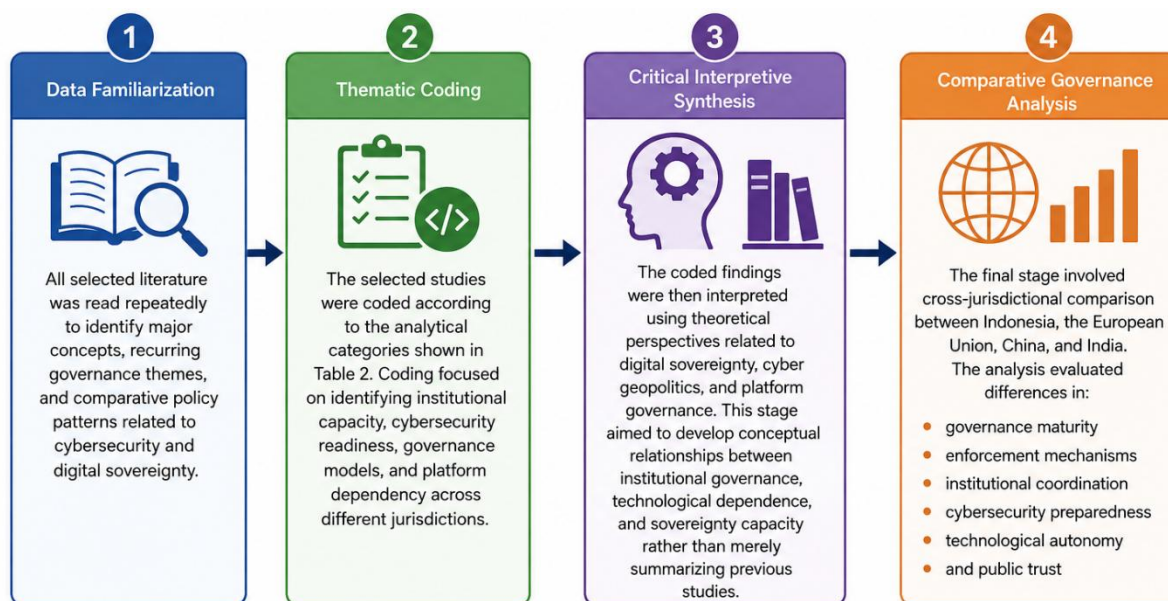 1
Data Familiarization
All selected literature
was read repeatedly
to identify major
concepts, recurring
governance themes,
and comparative policy
patterns related to
cybersecurity and
digital sovereignty.
2
Thematic Coding
</>
The selected studies
were coded according
to the analytical
categories shown in
Table 2. Coding focused
on identifying institutional
capacity, cybersecurity
readiness, governance
models, and platform
dependency across
different jurisdictions.
3
Critical Interpretive
Synthesis
The coded findings
were then interpreted
using theoretical
perspectives related to
digital sovereignty, cyber
geopolitics, and platform
governance. This stage
aimed to develop conceptual
relationships between
institutional governance,
technological dependence,
and sovereignty capacity
rather than merely
summarizing previous
studies.
4
Comparative Governance
Analysis
The final stage involved
cross-jurisdictional comparison
between Indonesia, the European
Union, China, and India.
The analysis evaluated
differences in:
• governance maturity
• enforcement mechanisms
• institutional coordination
• cybersecurity preparedness
• technological autonomy
• and public trust